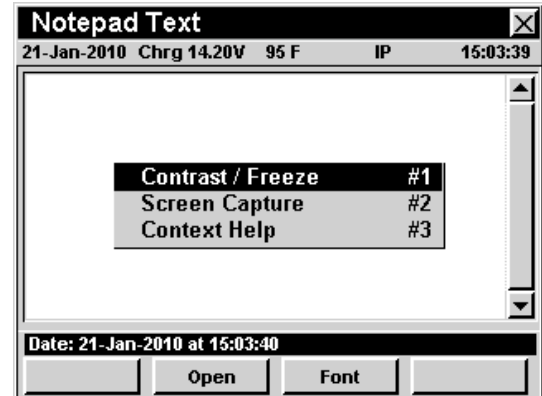 Notepad Text
21-Jan-2010 Chrg 14.20V 95 F IP 15:03:39
Contrast / Freeze #1
Screen Capture #2
Context Help #3
Date: 21-Jan-2010 at 15:03:40
Open Font